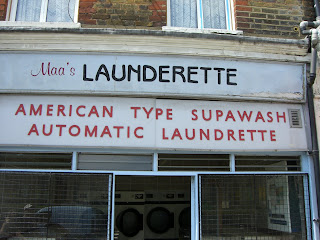 Maa's LAUNDERETTE
AMERICAN TYPE SUPAWASH
AUTOMATIC LAUNDRETTE